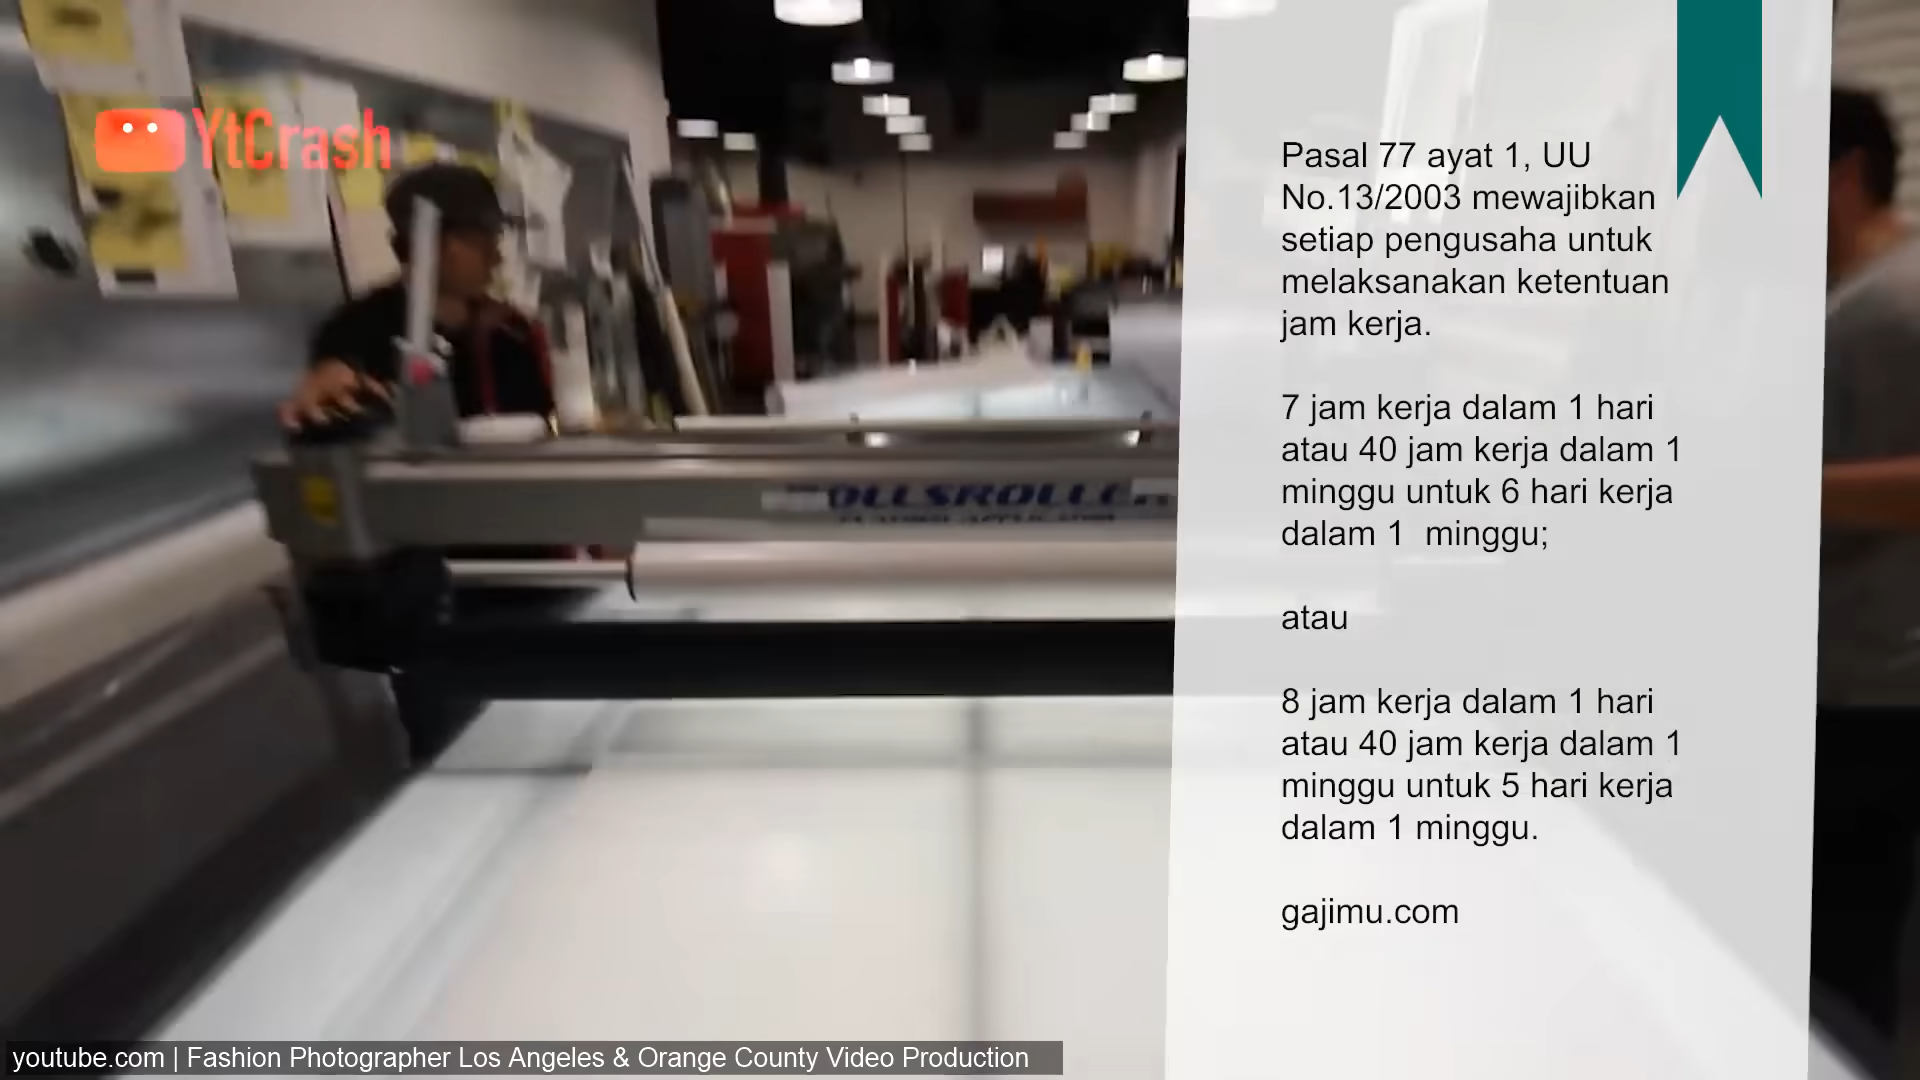 YtCrash
Pasal 77 ayat 1, UU
No.13/2003 mewajibkan
setiap pengusaha untuk
melaksanakan ketentuan
jam kerja.
7 jam kerja dalam 1 hari
atau 40 jam kerja dalam 1
minggu untuk 6 hari kerja
dalam 1  minggu;
atau
8 jam kerja dalam 1 hari
atau 40 jam kerja dalam 1
minggu untuk 5 hari kerja
dalam 1 minggu.
gajimu.com
youtube.com | Fashion Photographer Los Angeles & Orange County Video Production